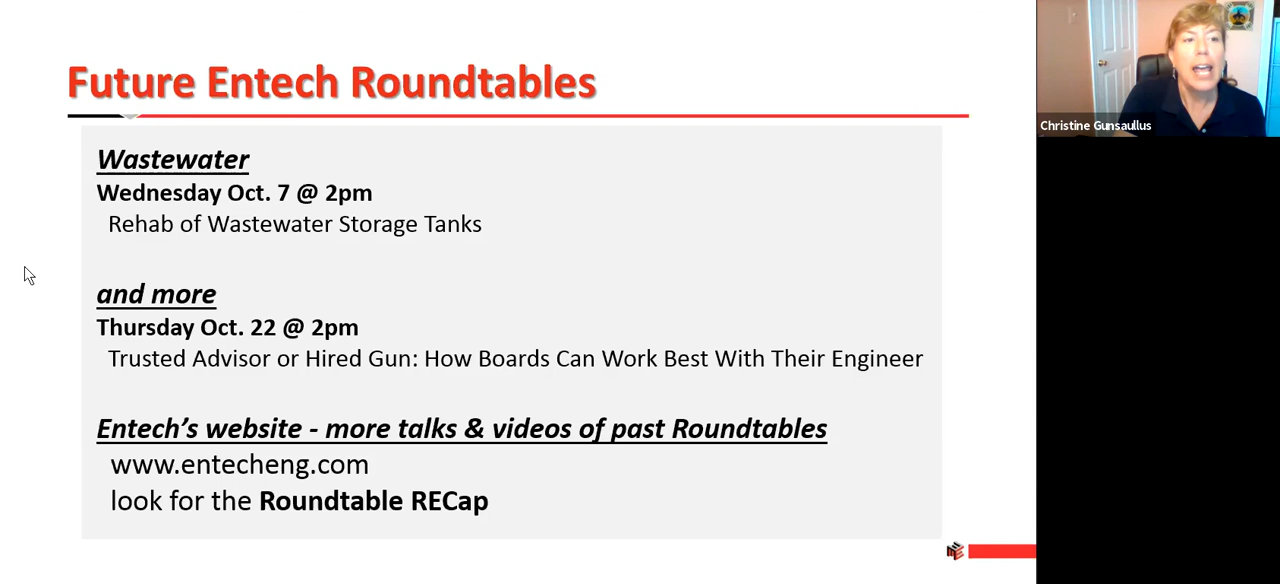 Future Entech Roundtables
Wastewater
Wednesday Oct. 7 @ 2pm
Rehab of Wastewater Storage Tanks
and more
Thursday Oct. 22 @ 2pm
Trusted Advisor or Hired Gun: How Boards Can Work Best With Their Engineer
Entech’s website - more talks & videos of past Roundtables
www.entecheng.com
look for the Roundtable RECap
Christine Gunsaullus